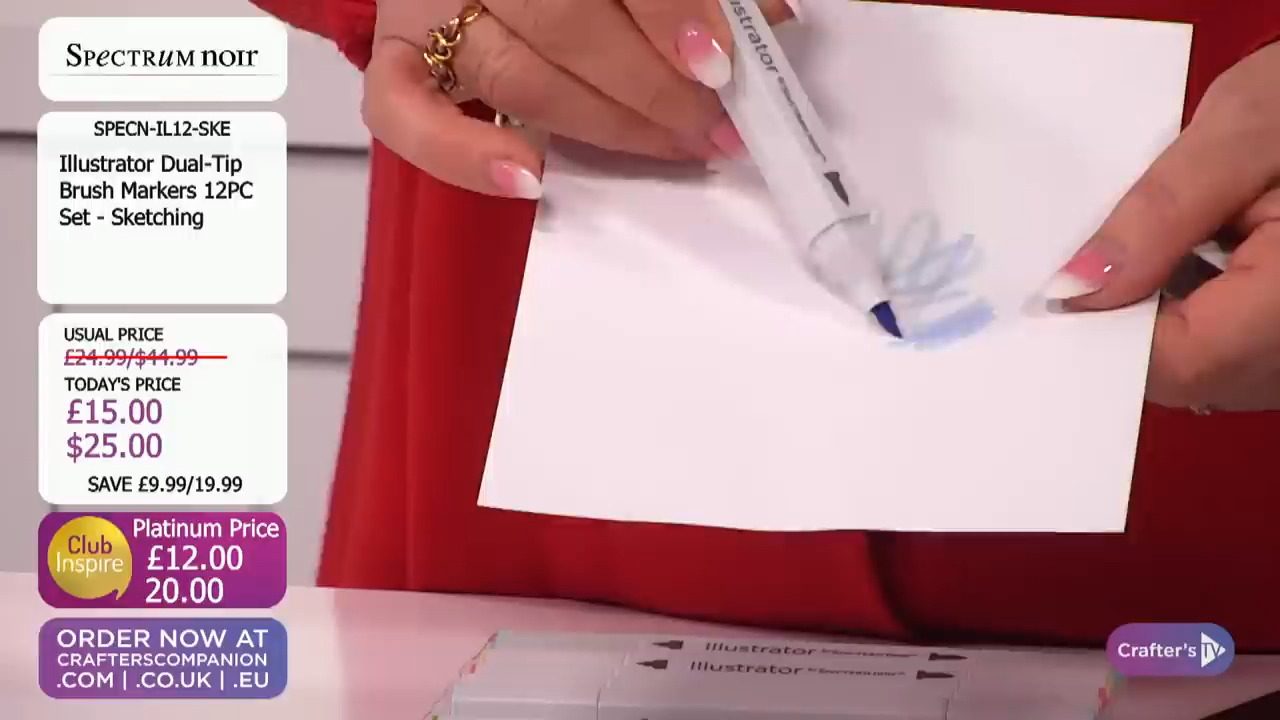 SPECTRUM NOIR
SPECN-IL12-SKE
Illustrator Dual-Tip
Brush Markers 12PC
Set - Sketching
USUAL PRICE
£24.99/$44.99
TODAY'S PRICE
£15.00
$25.00
SAVE £9.99/19.99
Club
Inspire
Platinum Price
£12.00
20.00
ORDER NOW AT
CRAFTERSCOMPANION
.COM | .CO.UK | .EU
ustrator
Illustrator
Illustrator
Crafter's TV